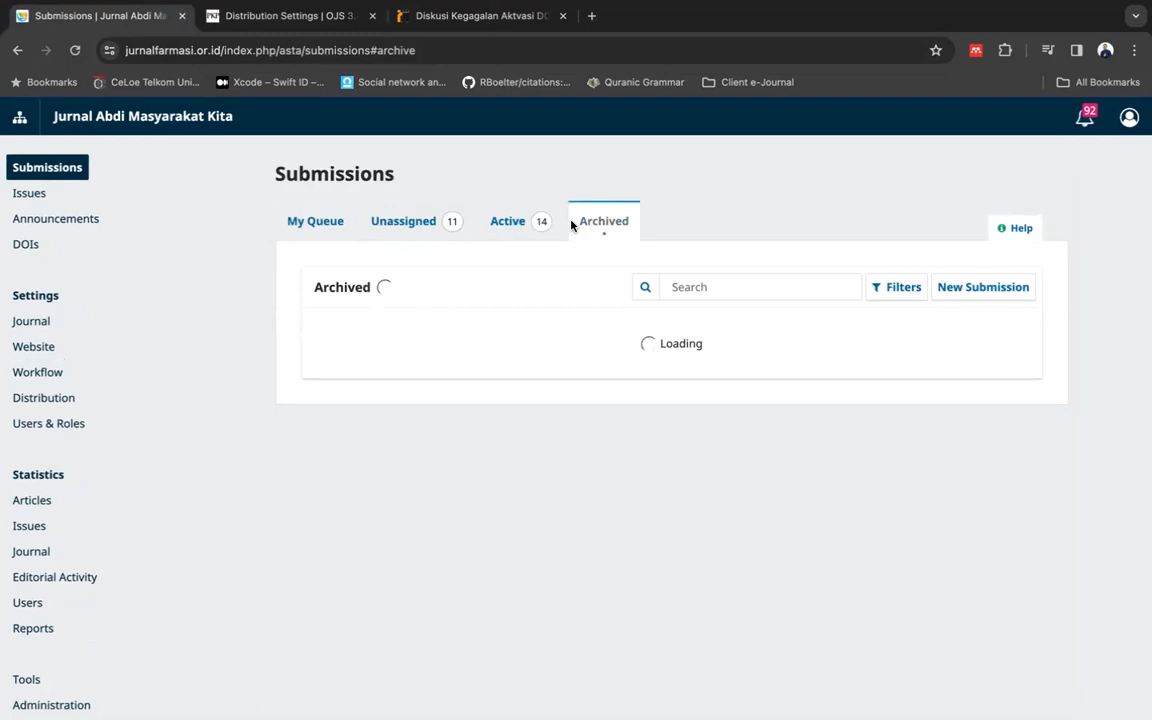 Submissions | Jurnal Abdi Ma
Distribution Settings | OJS 3.
Diskusi Kegagalan Aktvasi DO
jurnalfarmasi.or.id/index.php/asta/submissions#archive
Bookmarks
CeLoe Telkom Uni...
Xcode – Swift ID –...
Social network an...
RBoelter/citations:...
Quranic Grammar
Client e-Journal
All Bookmarks
Jurnal Abdi Masyarakat Kita
92
Submissions
Issues
Announcements
DOIs
Settings
Journal
Website
Workflow
Distribution
Users & Roles
Statistics
Articles
Issues
Journal
Editorial Activity
Users
Reports
Tools
Administration
Submissions
My Queue
Unassigned 11
Active 14
Archived
Help
Archived
Search
Filters
New Submission
Loading